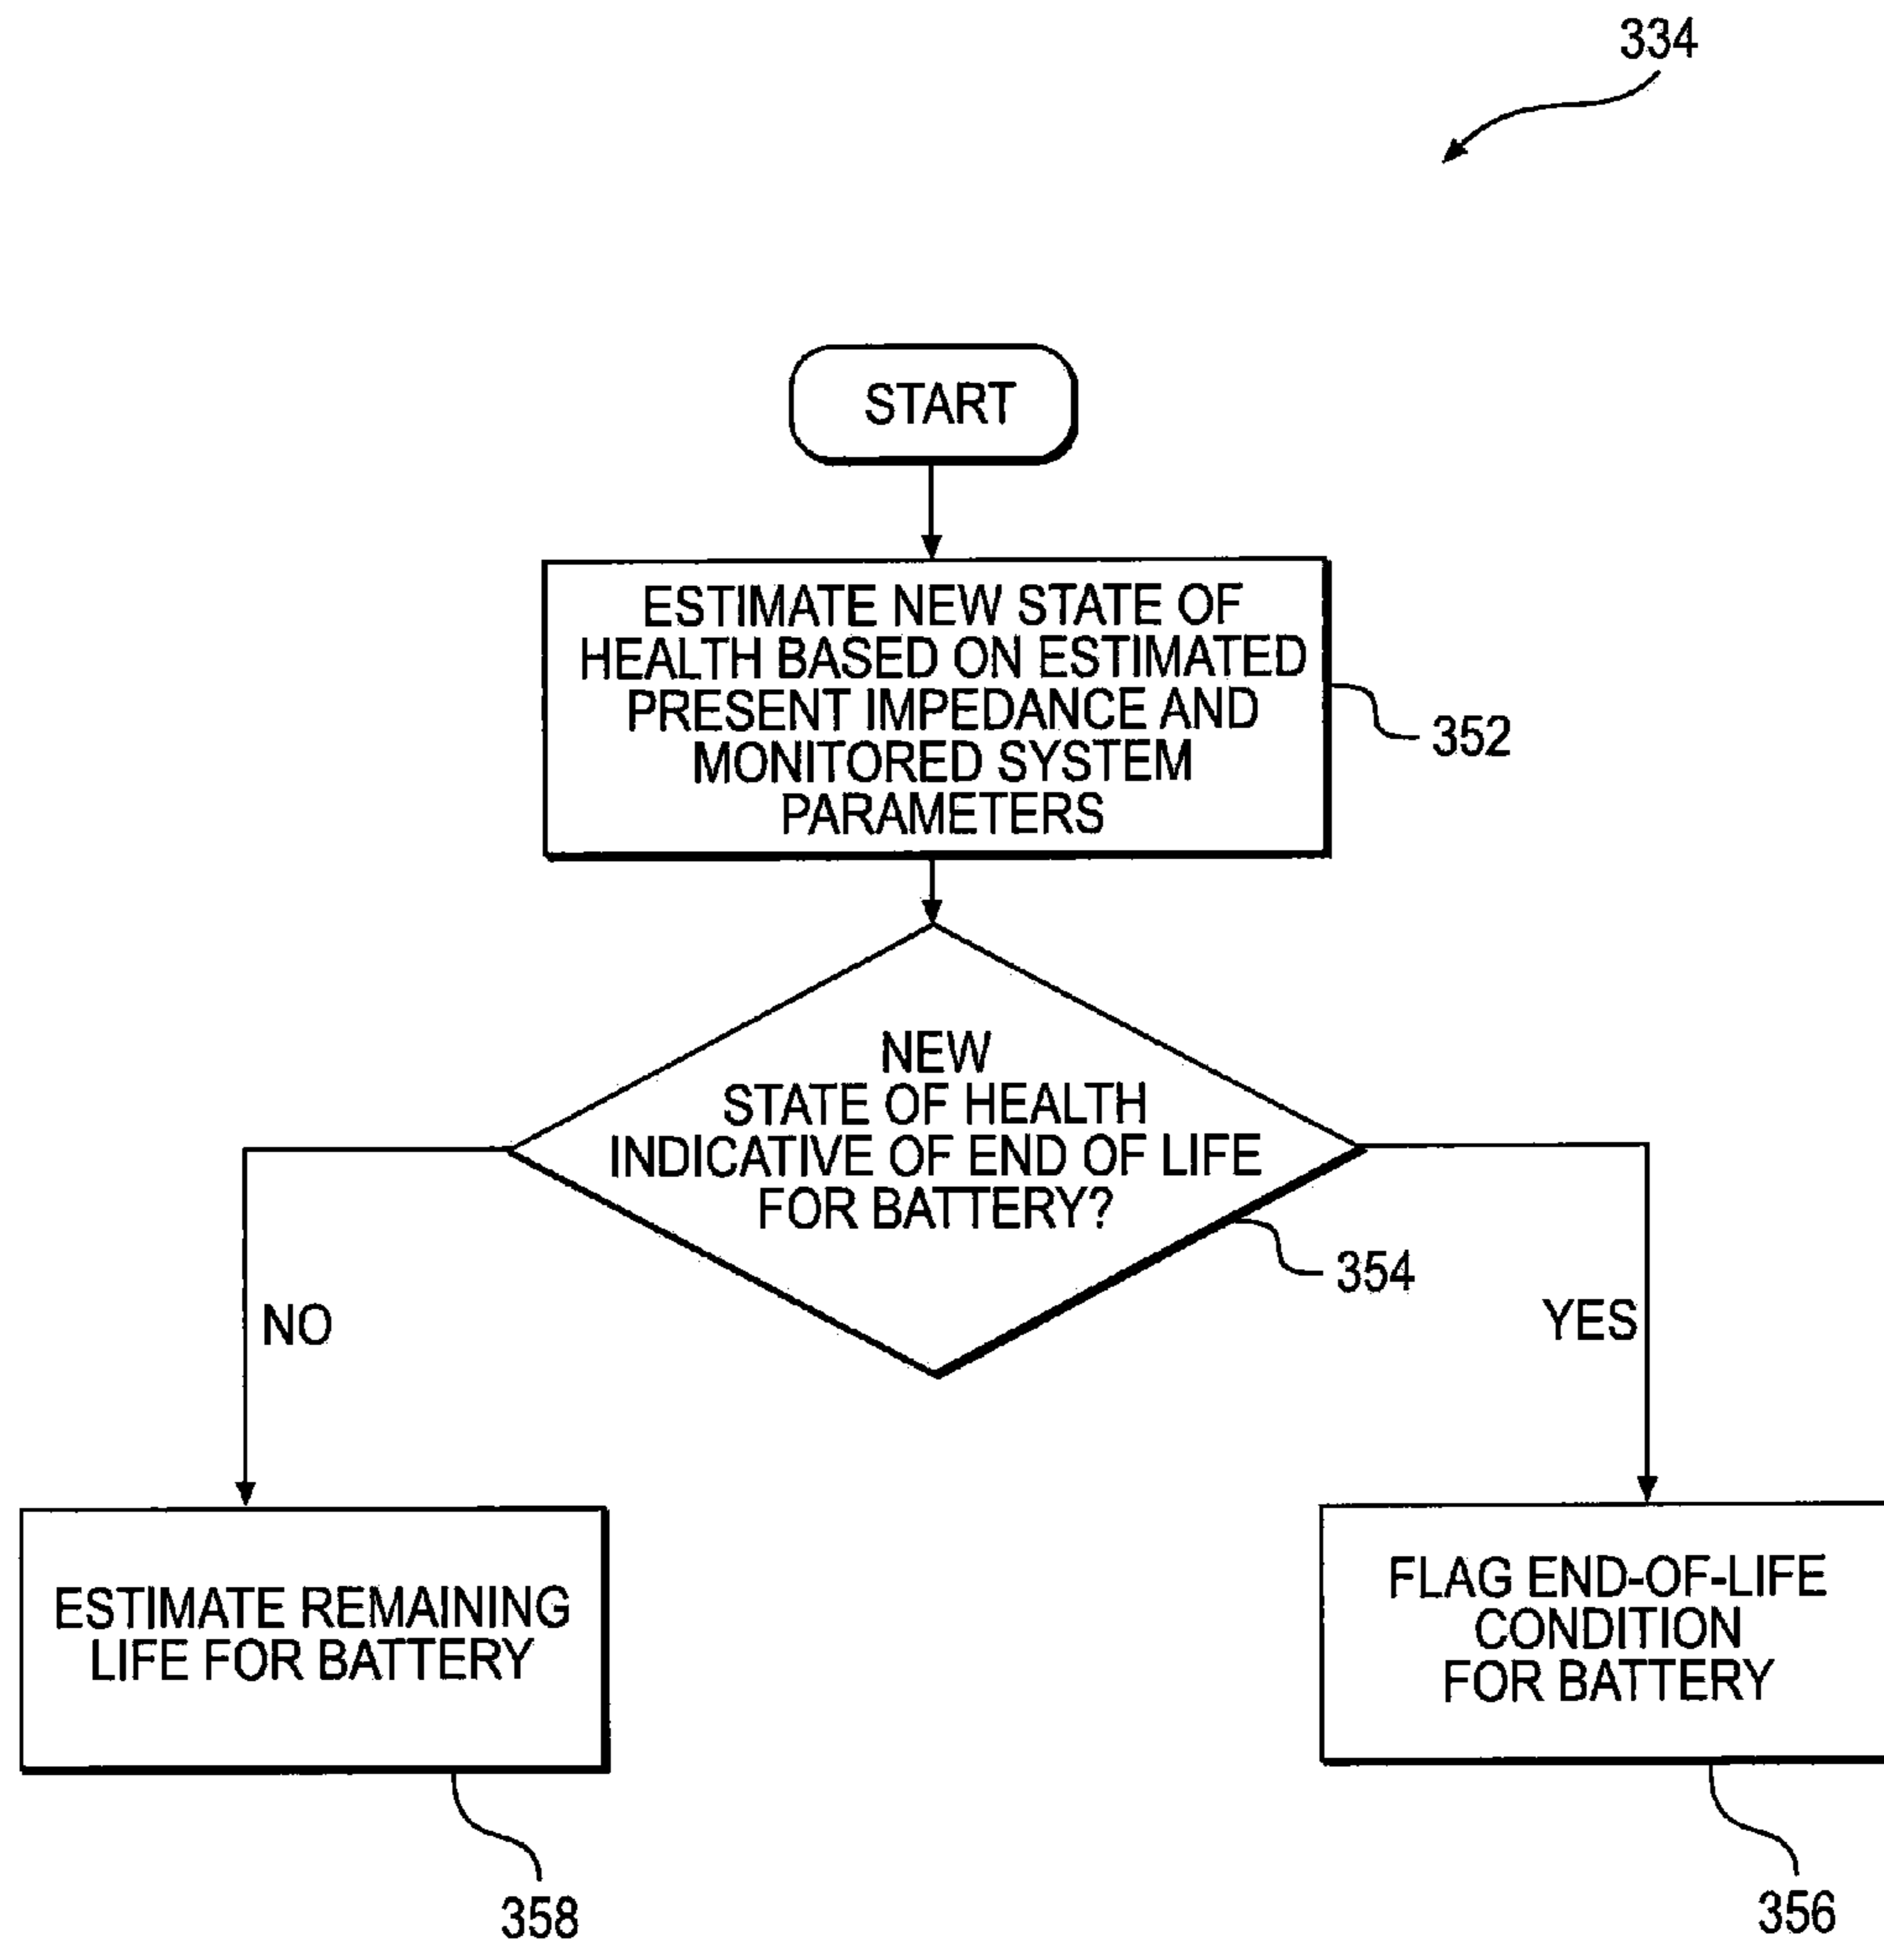 334
START
ESTIMATE NEW STATE OF
HEALTH BASED ON ESTIMATED
PRESENT IMPEDANCE AND
MONITORED SYSTEM
PARAMETERS
352
NEW
STATE OF HEALTH
INDICATIVE OF END OF LIFE
FOR BATTERY?
354
NO
YES
ESTIMATE REMAINING
LIFE FOR BATTERY
358
FLAG END-OF-LIFE
CONDITION
FOR BATTERY
356